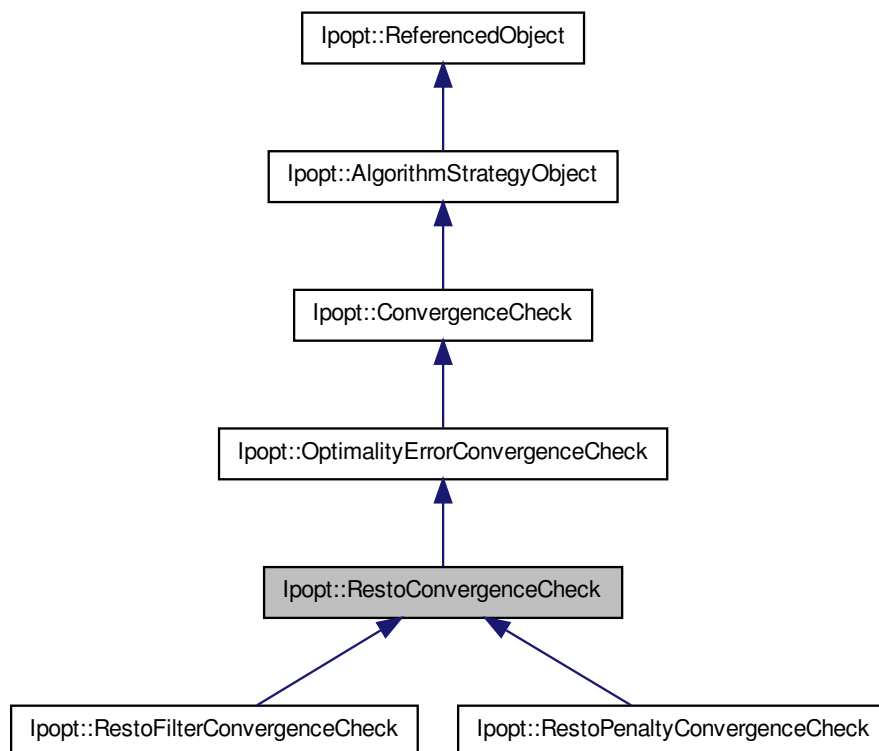 Ipopt::ReferencedObject
Ipopt::AlgorithmStrategyObject
Ipopt::ConvergenceCheck
Ipopt::OptimalityErrorConvergenceCheck
Ipopt::RestoConvergenceCheck
Ipopt::RestoFilterConvergenceCheck
Ipopt::RestoPenaltyConvergenceCheck